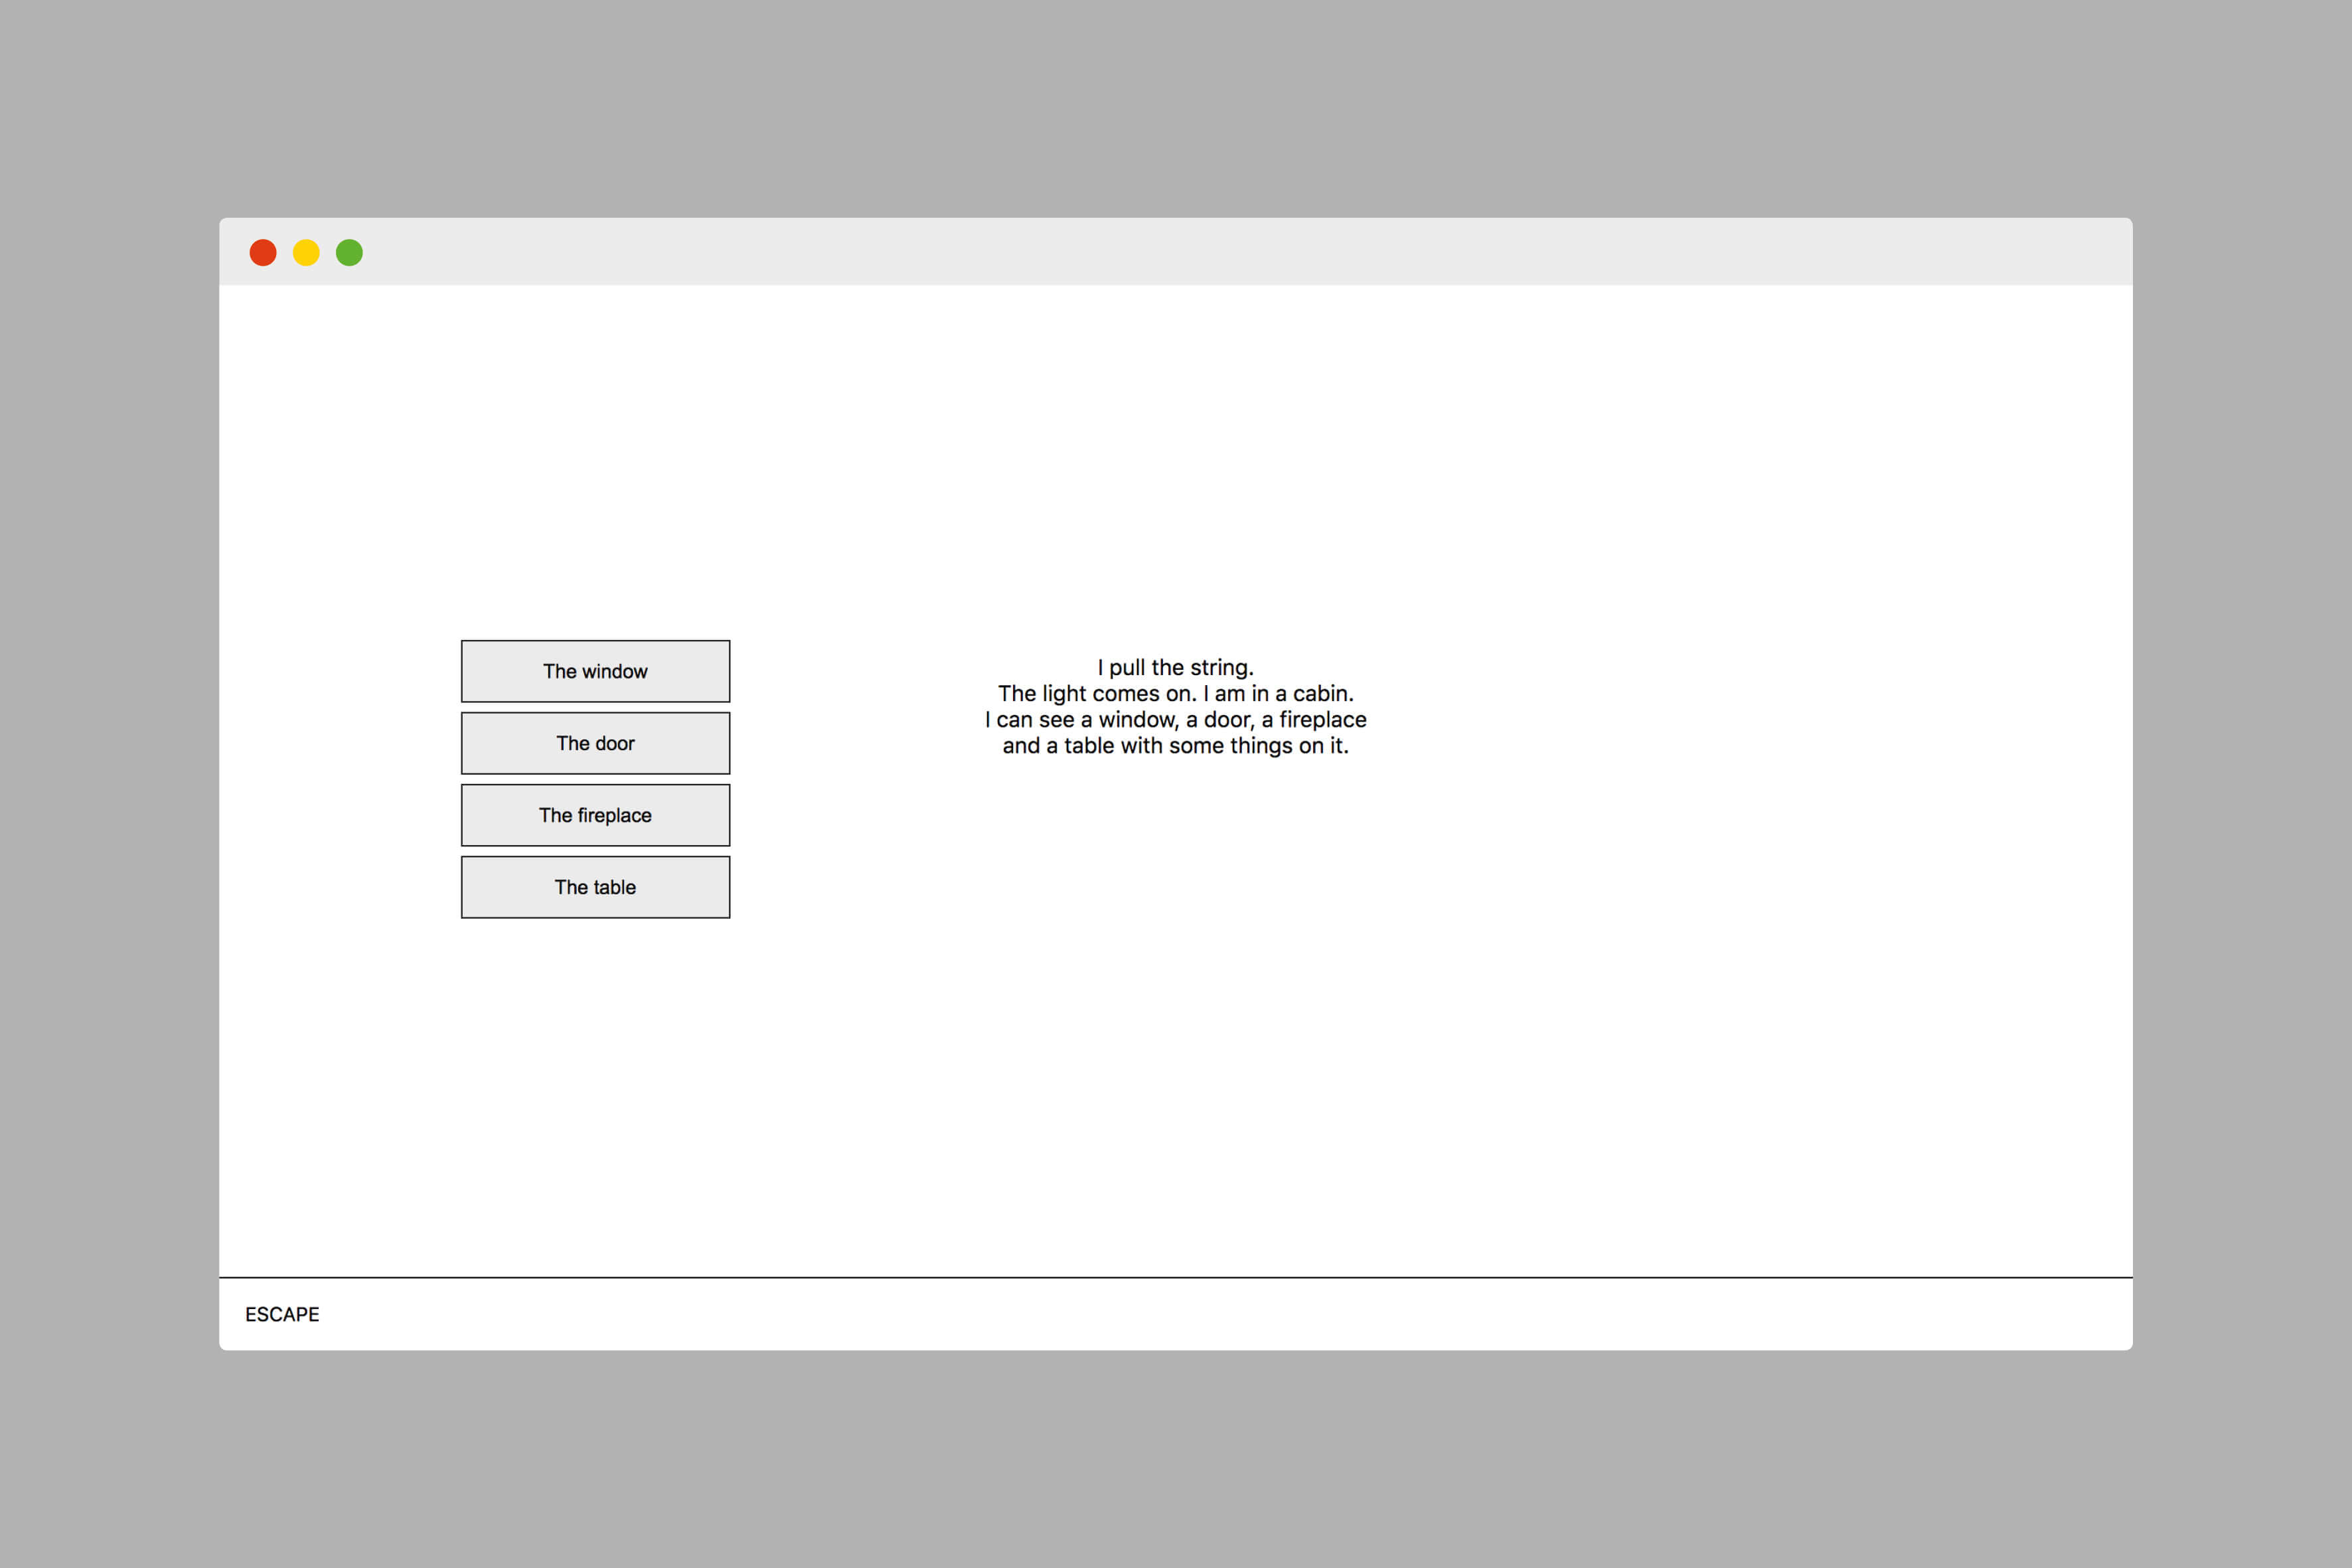 The window
The door
The fireplace
The table
I pull the string.
The light comes on. I am in a cabin.
I can see a window, a door, a fireplace
and a table with some things on it.
ESCAPE